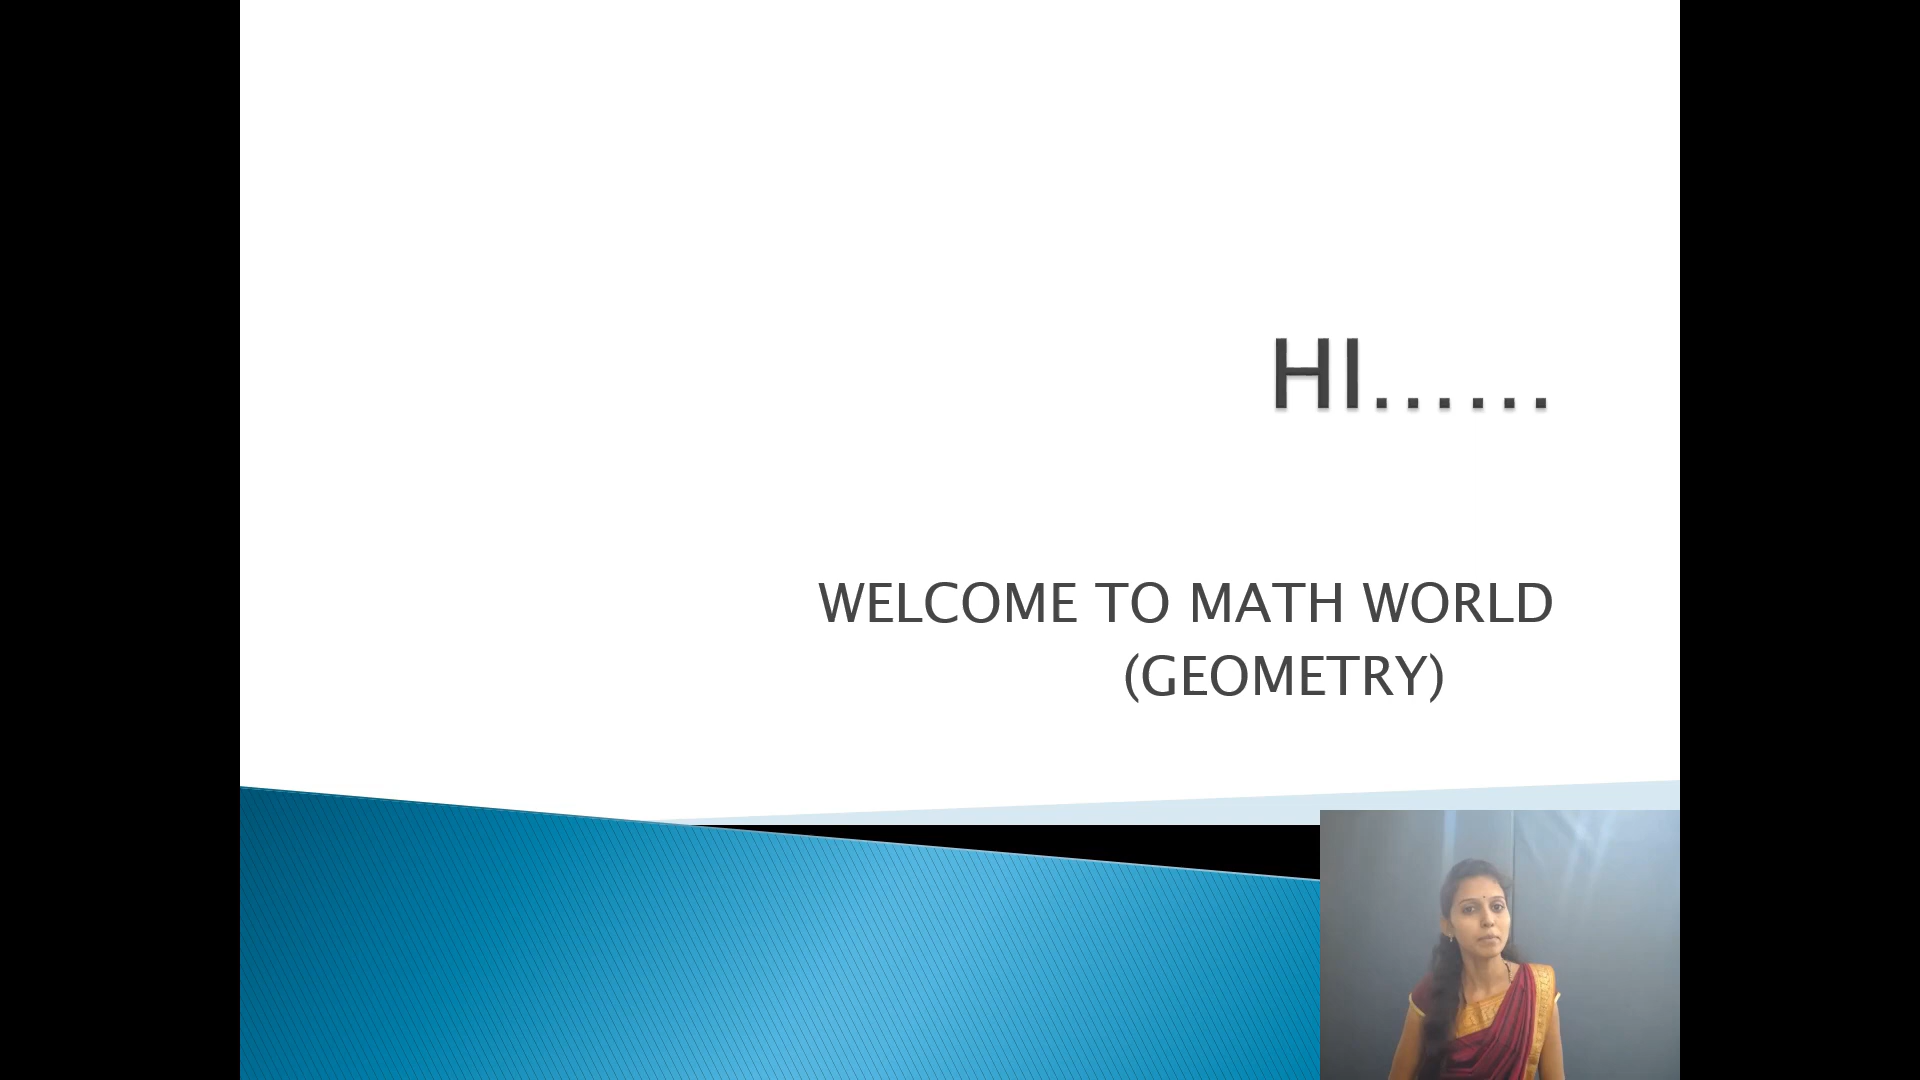 HI......
WELCOME TO MATH WORLD
(GEOMETRY)